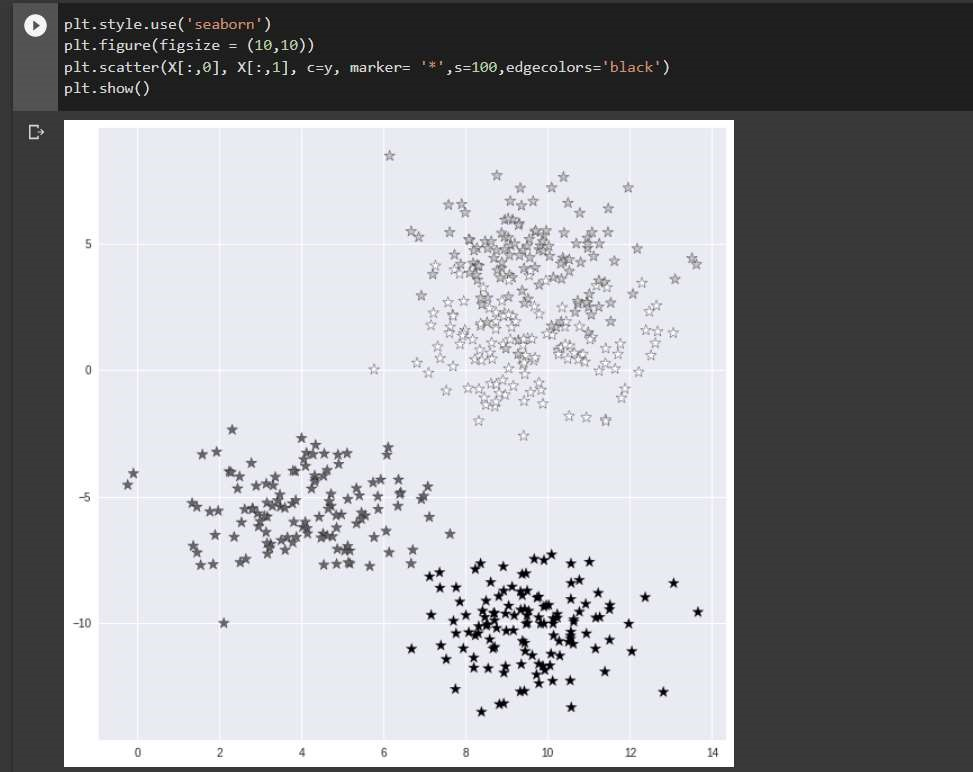 plt.style.use('seaborn')
plt.figure(figsize = (10,10))
plt.scatter(X[:,0], X[:,1], c=y, marker= '*',s=100,edgecolors='black')
plt.show()
5
0
−5
−10
0 2 4 6 8 10 12 14